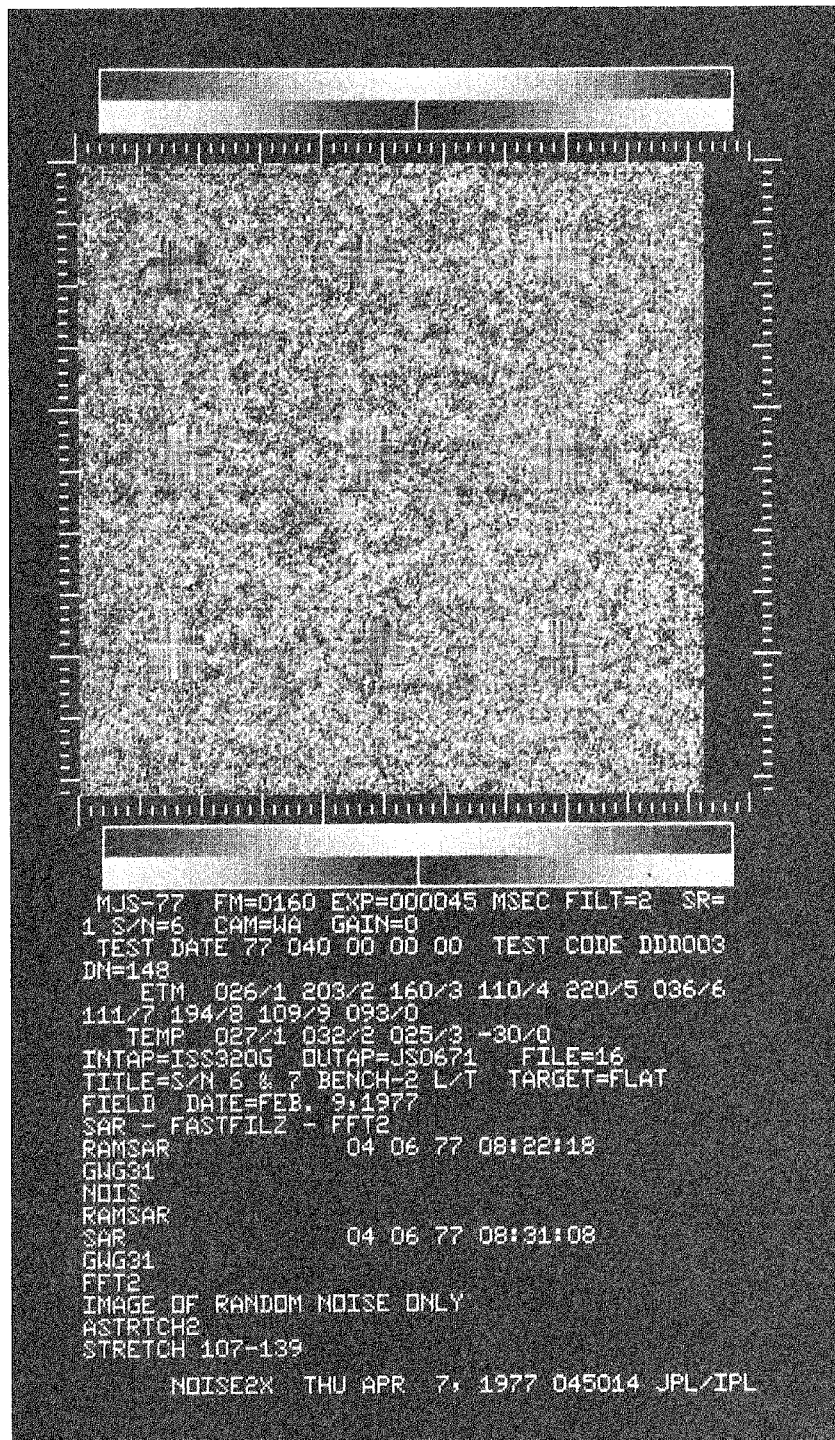 MJS-77 FM=0160 EXP=000045 MSEC FILT=2 SR=
1 S/N=6 CAM=WA GAIN=0
TEST DATE 77 040 00 00 00 TEST CODE DDD003
DN=148
ETM 026/1 203/2 160/3 110/4 220/5 036/6
111/7 194/8 109/9 093/0
TEMP 027/1 032/2 025/3 -30/0
INTAP=ISS320G OUTAP=JS0671 FILE=16
TITLE=S/N 6 & 7 BENCH-2 L/T TARGET=FLAT
FIELD DATE=FEB. 9,1977
SAR - FASTFILZ - FFT2
RAMSAR 04 06 77 08:22:18
GWG31
NOIS
RAMSAR
SAR 04 06 77 08:31:08
GWG31
FFT2
IMAGE OF RANDOM NOISE ONLY
ASTRTCH2
STRETCH 107-139
NOISE2X THU APR 7, 1977 045014 JPL/IPL